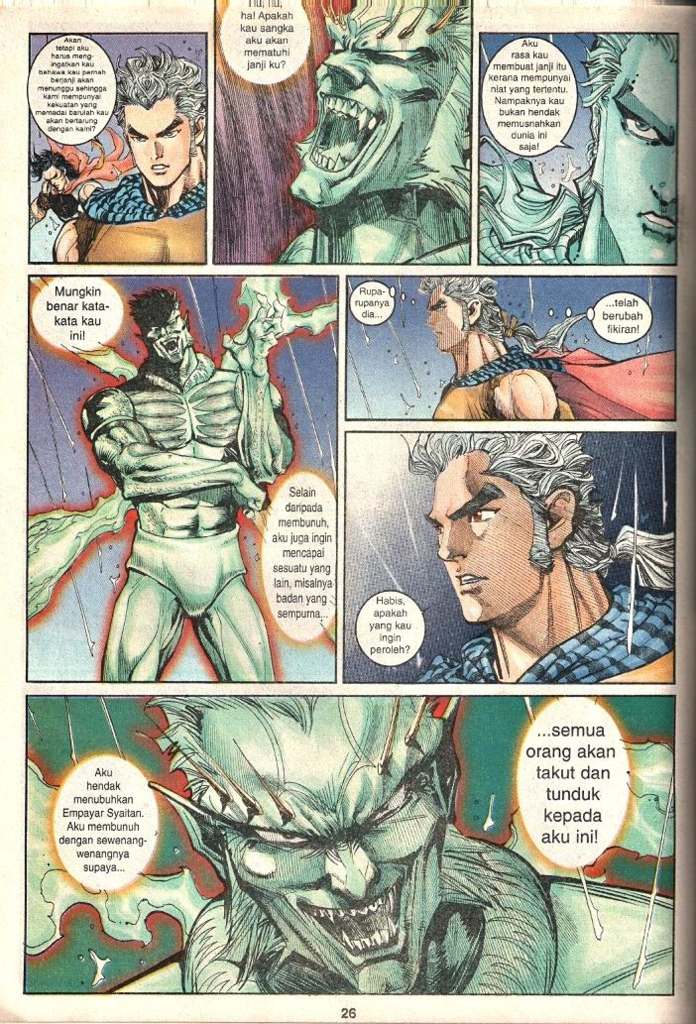 Akan
tetapi aku
harus meng-
ingatkan kau
bahawa kau pernah
berjanji akan
menunggu sehingga
kami mempunyai
kekuatan yang
memadai barulah kau
akan bertarung
dengan kami?
Hu, hu,
ha! Apakah
kau sangka
aku akan
mematuhi
janji ku?
Aku
rasa kau
membuat janji itu
kerana mempunyai
niat yang tertentu.
Nampaknya kau
bukan hendak
memusnahkan
dunia ini
saja!
Mungkin
benar kata-
kata kau
ini!
Selain
daripada
membunuh,
aku juga ingin
mencapai
sesuatu yang
lain, misalnya
badan yang
sempurna...
Rupa-
rupanya
dia...
...telah
berubah
fikiran!
Habis,
apakah
yang kau
ingin
peroleh?
Aku
hendak
menubuhkan
Empayar Syaitan.
Aku membunuh
dengan sewenang-
wenangnya
supaya...
...semua
orang akan
takut dan
tunduk
kepada
aku ini!
26